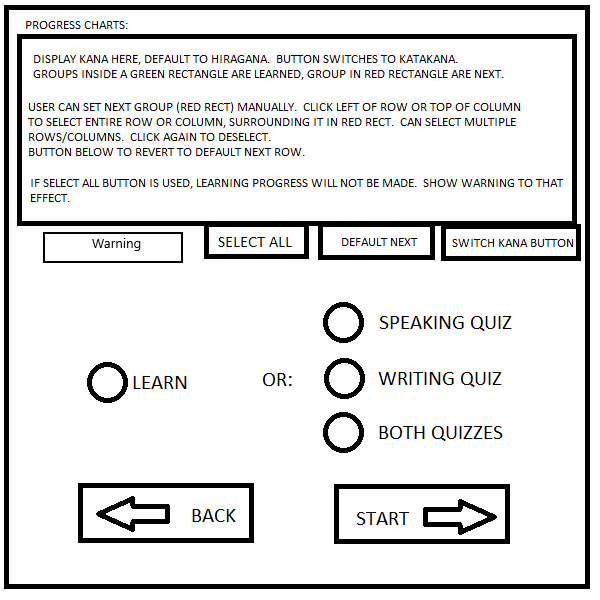 PROGRESS CHARTS:
DISPLAY KANA HERE, DEFAULT TO HIRAGANA. BUTTON SWITCHES TO KATAKANA.
GROUPS INSIDE A GREEN RECTANGLE ARE LEARNED, GROUP IN RED RECTANGLE ARE NEXT.
USER CAN SET NEXT GROUP (RED RECT) MANUALLY. CLICK LEFT OF ROW OR TOP OF COLUMN
TO SELECT ENTIRE ROW OR COLUMN, SURROUNDING IT IN RED RECT. CAN SELECT MULTIPLE
ROWS/COLUMNS. CLICK AGAIN TO DESELECT.
BUTTON BELOW TO REVERT TO DEFAULT NEXT ROW.
IF SELECT ALL BUTTON IS USED, LEARNING PROGRESS WILL NOT BE MADE. SHOW WARNING TO THAT
EFFECT.
Warning
SELECT ALL
DEFAULT NEXT
SWITCH KANA BUTTON
SPEAKING QUIZ
LEARN
OR:
WRITING QUIZ
BOTH QUIZZES
BACK
START